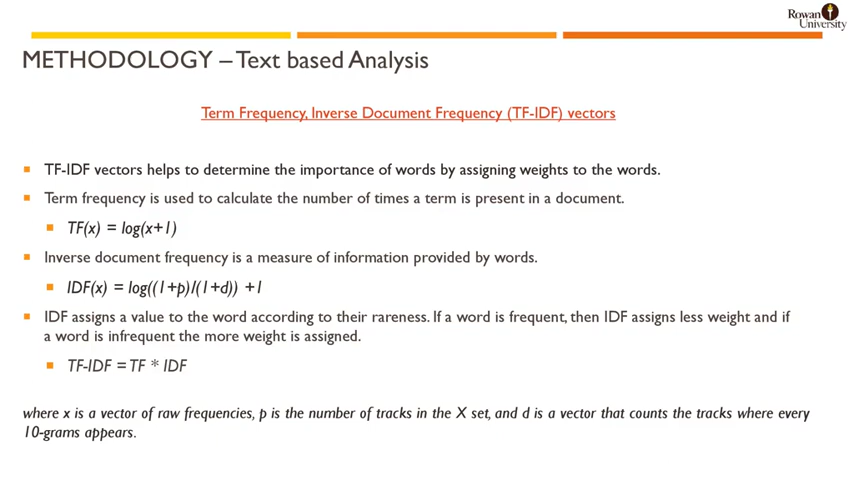 Rowan
University
METHODOLOGY – Text based Analysis
Term Frequency, Inverse Document Frequency (TF-IDF) vectors
TF-IDF vectors helps to determine the importance of words by assigning weights to the words.
Term frequency is used to calculate the number of times a term is present in a document.
TF(x) = log(x+1)
Inverse document frequency is a measure of information provided by words.
IDF(x) = log((1+p)/(1+d)) +1
IDF assigns a value to the word according to their rareness. If a word is frequent, then IDF assigns less weight and if
a word is infrequent the more weight is assigned.
TF-IDF = TF * IDF
where x is a vector of raw frequencies, p is the number of tracks in the X set, and d is a vector that counts the tracks where every
10-grams appears.